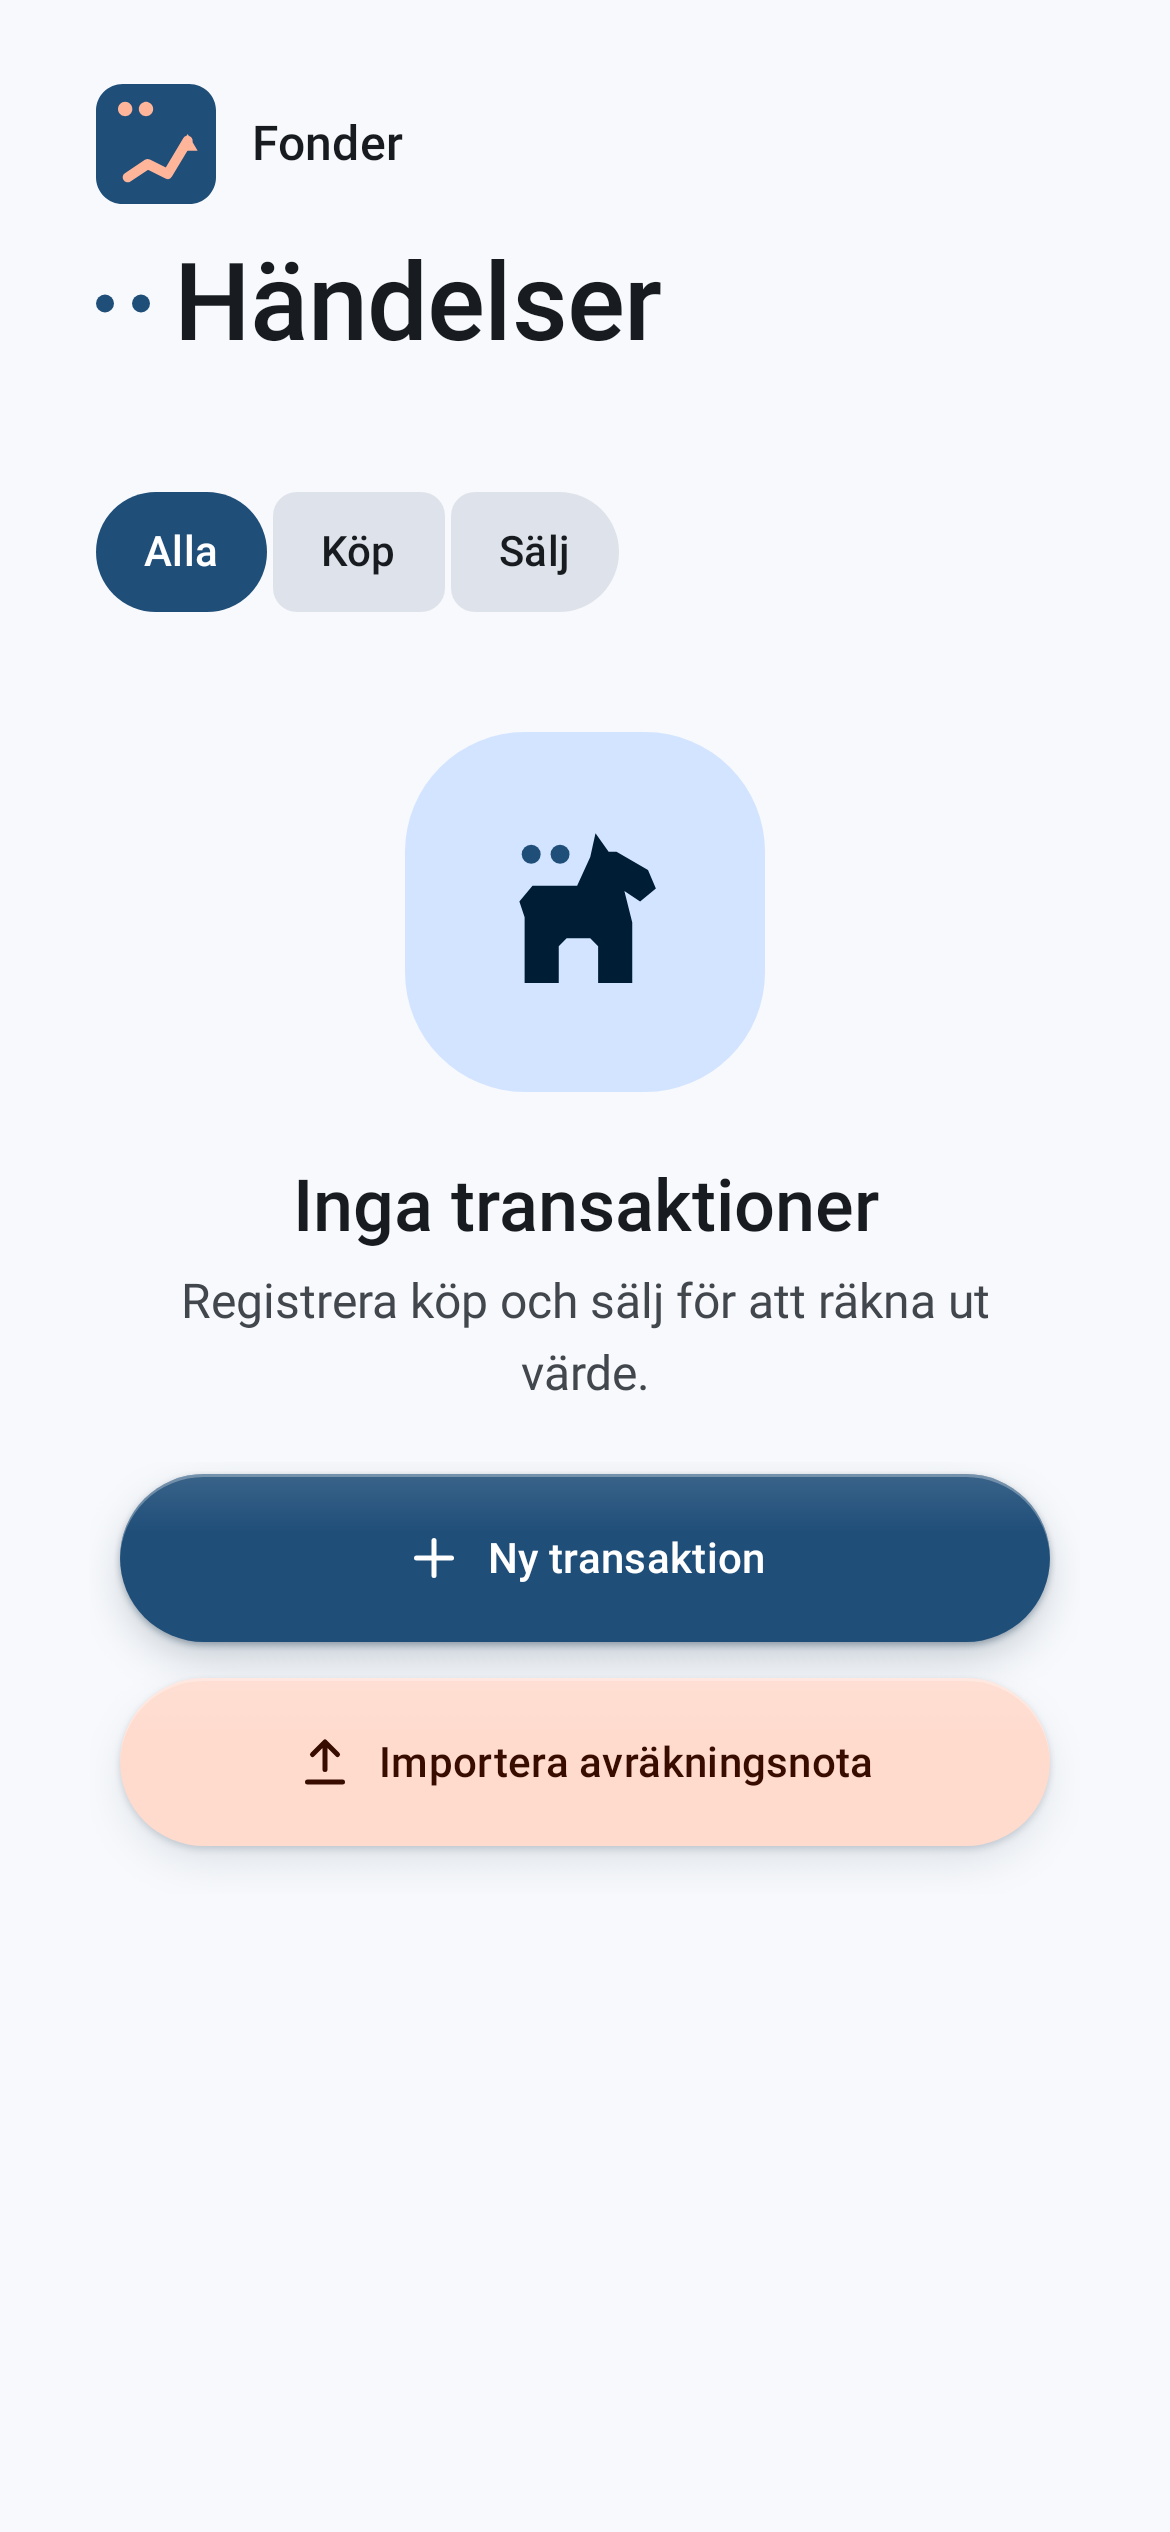 Fonder
Händelser
Alla
Köp
Sälj
Inga transaktioner
Registrera köp och sälj för att räkna ut
värde.
Ny transaktion
Importera avräkningsnota